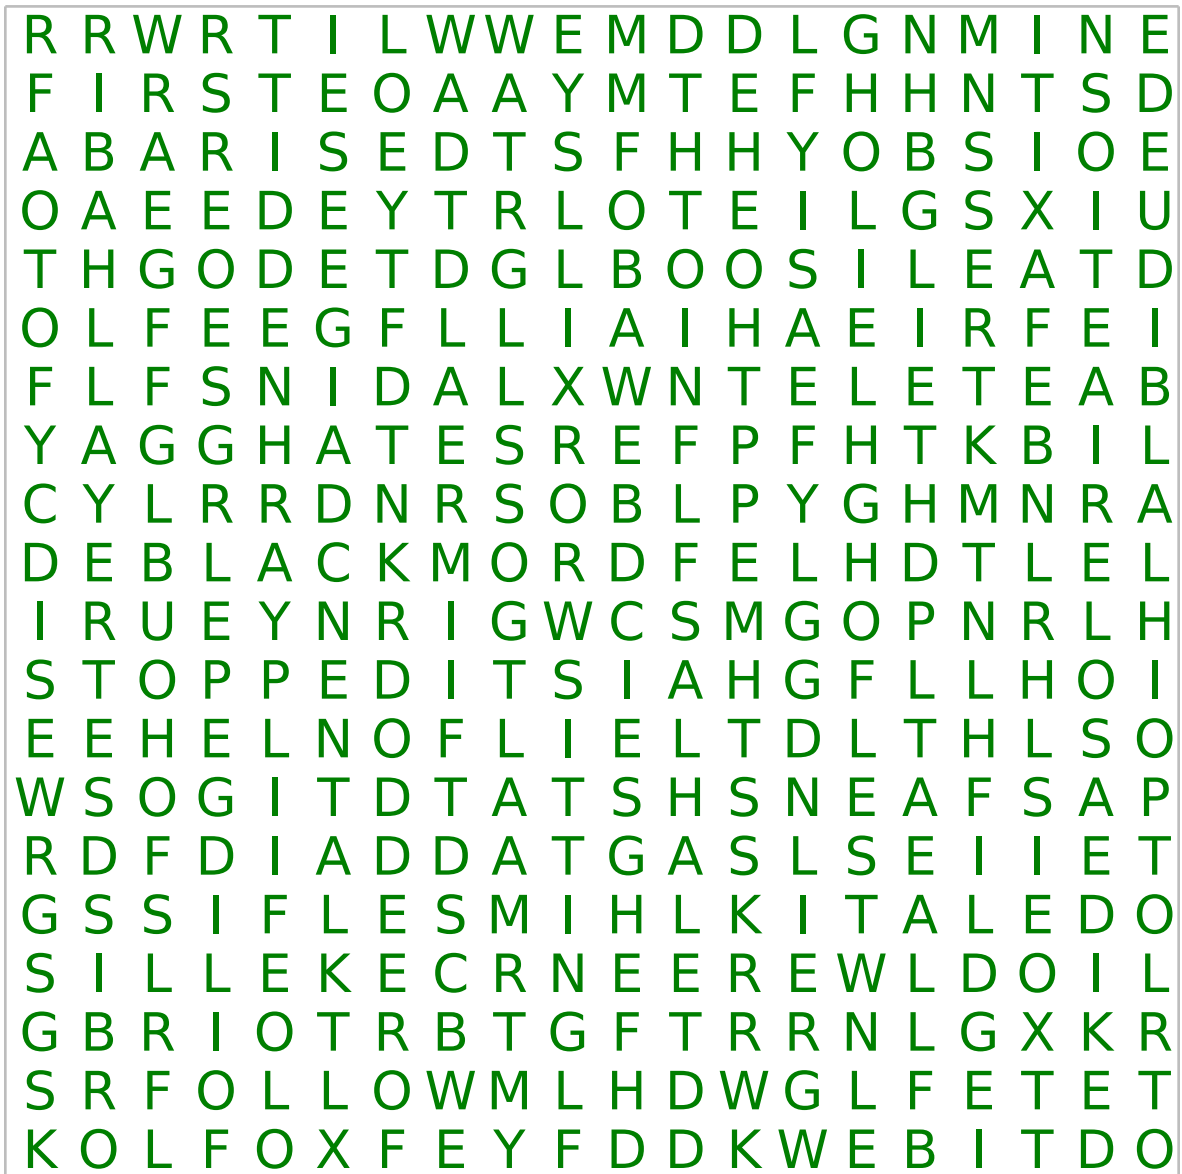 R R W R T I L W W E M D D L G N M I N E
F I R S T E O A A Y M T E F H H N T S D
A B A R I S E D T S F H H Y O B S I O E
O A E E D E Y T R L O T E I L G S X I U
T H G O D E T D G L B O O S I L E A T D
O L F E E G F L L I A I H A E I R F E I
F L F S N I D A L X W N T E L E T E A B
Y A G G H A T E S R E F P F H T K B I L
C Y L R R D N R S O B L P Y G H M N R A
D E B L A C K M O R D F E L H D T L E L
I R U E Y N R I G W C S M G O P N R L H
S T O P P E D I T S I A H G F L L H O I
E E H E L N O F L I E L T D L T H L S O
W S O G I T D T A T S H S N E A F S A P
R D F D I A D D A T G A S L S E I I E T
G S S I F L E S M I H L K I T A L E D O
S I L L E K E C R N E E R E W L D O I L
G B R I O T R B T G F T R R N L G X K R
S R F O L L O W M L H D W G L F E T E T
K O L F O X F E Y F D D K W E B I T D O